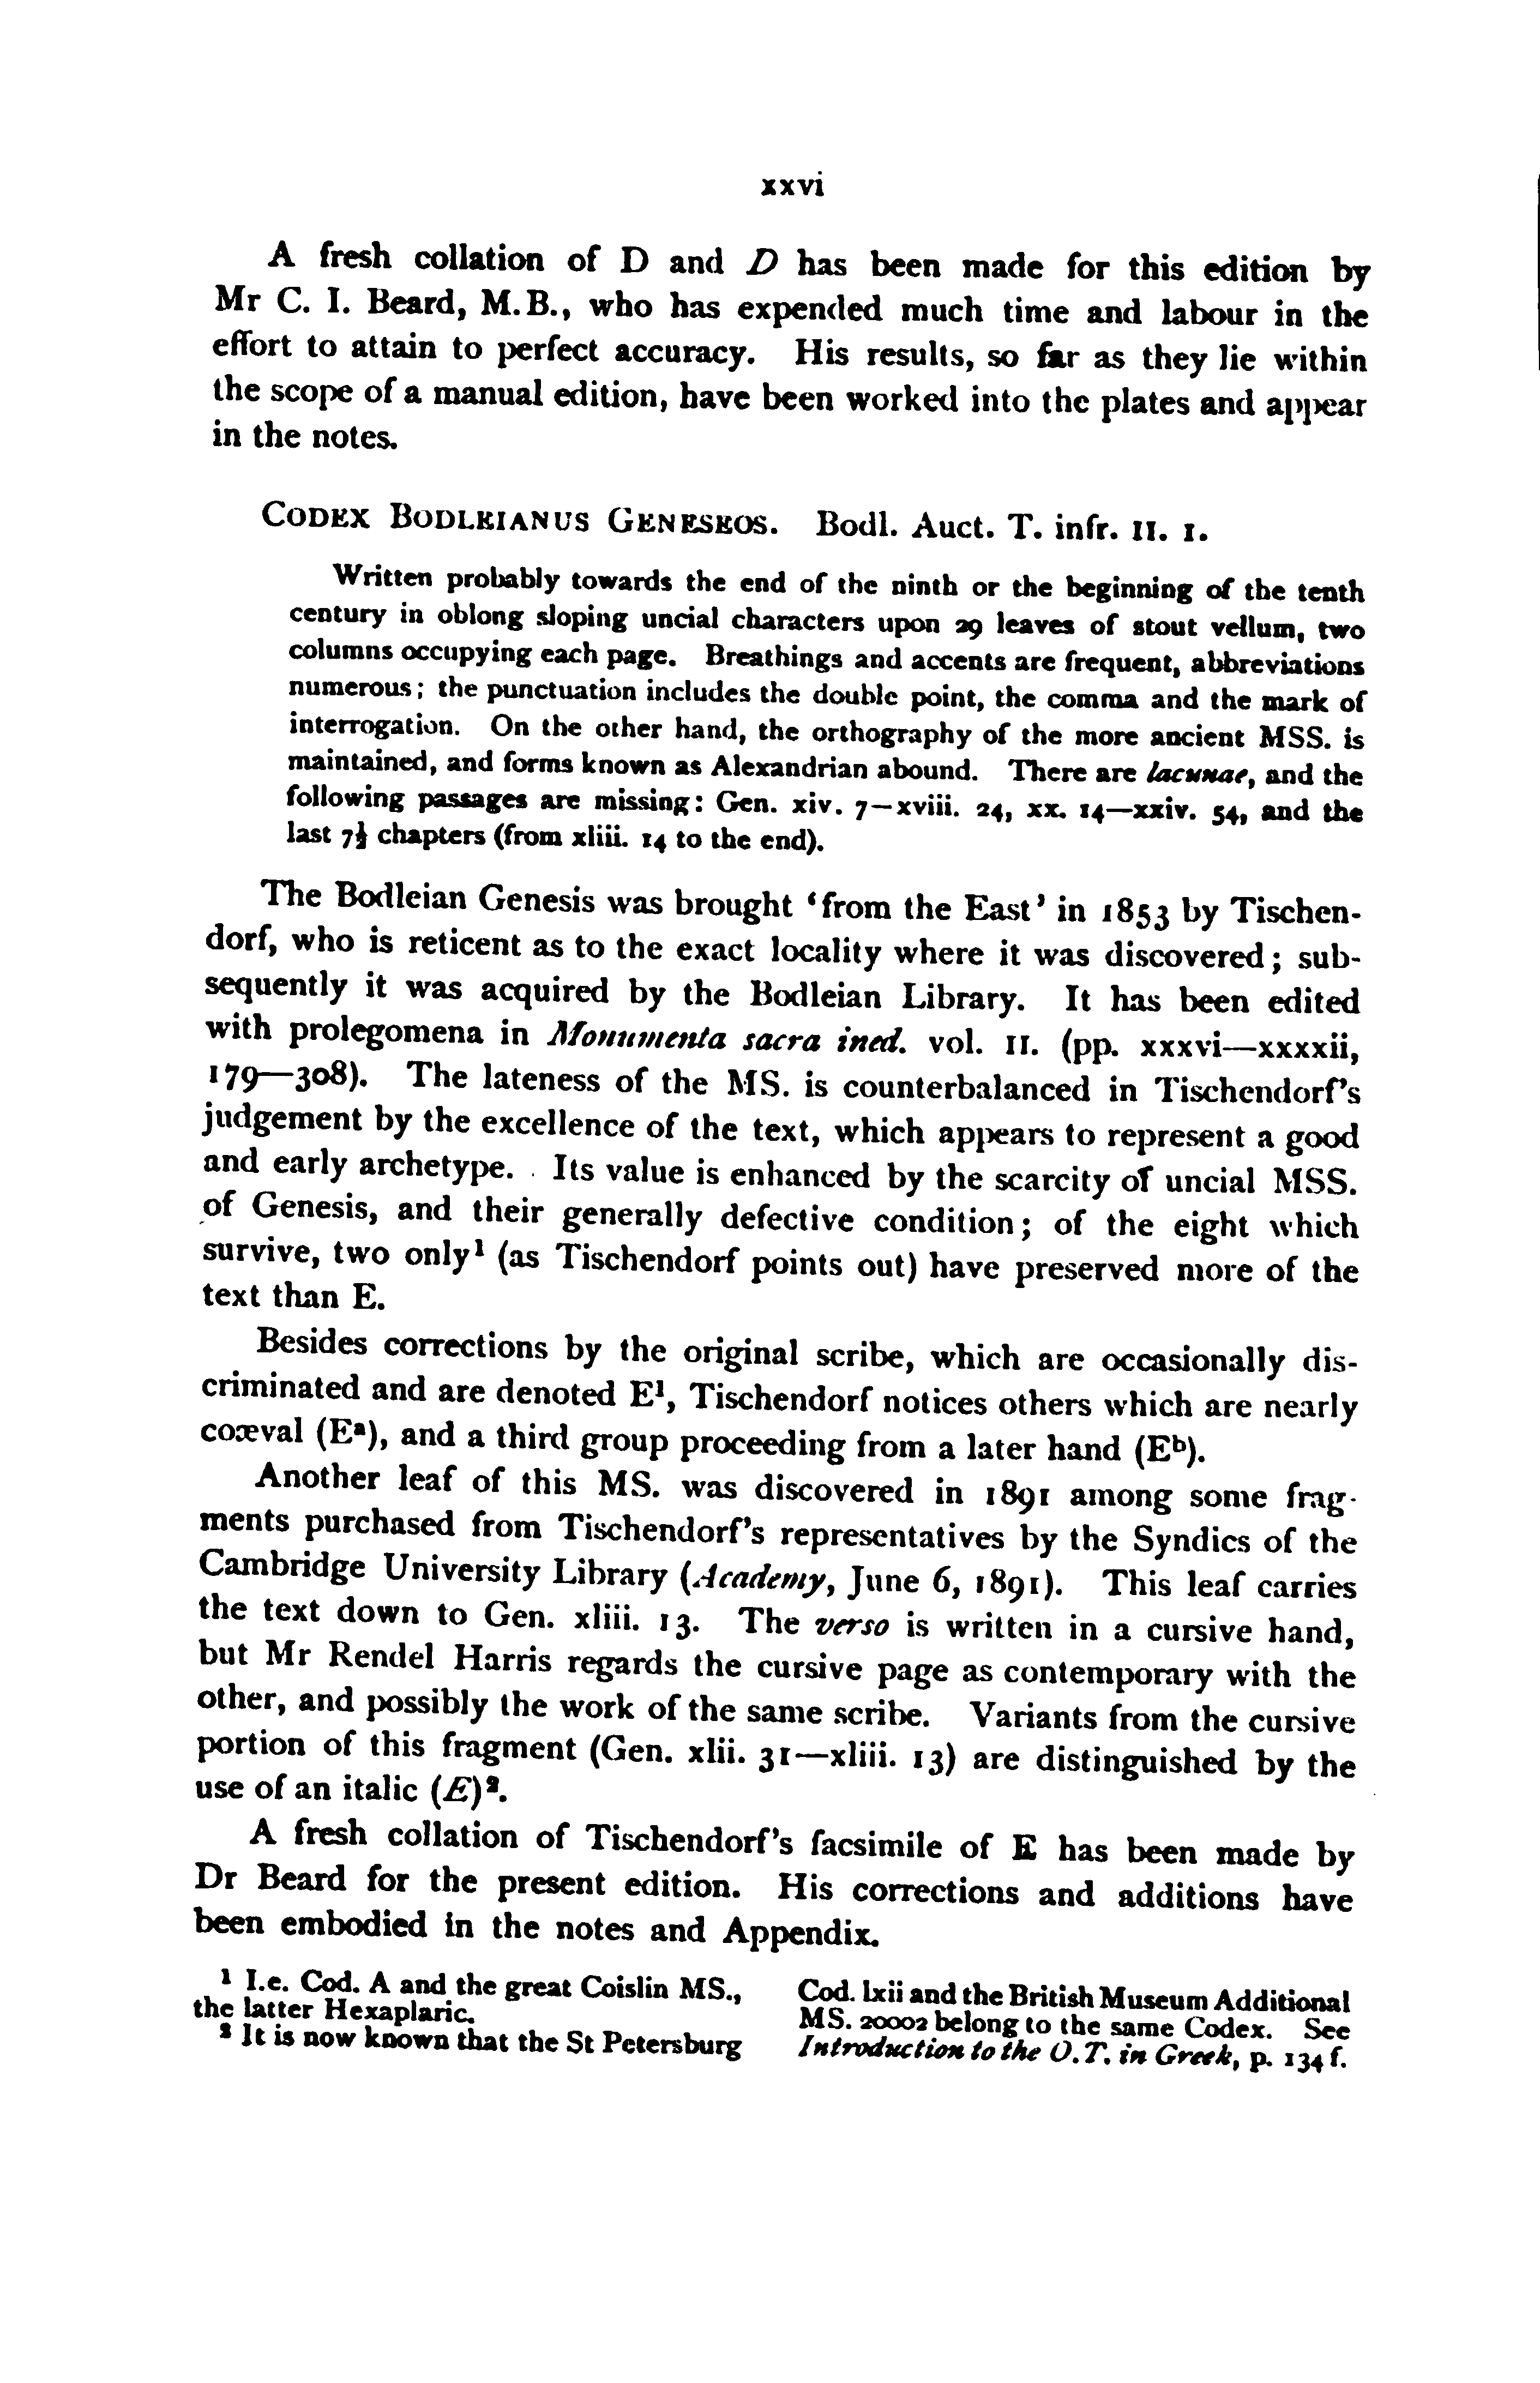 xxvi
A fresh collation of D and D has been made for this edition by
Mr C. I. Beard, M.B., who has expended much time and labour in the
effort to attain to perfect accuracy. His results, so far as they lie within
the scope of a manual edition, have been worked into the plates and appear
in the notes.
CODEX BODLEIANUS GENESEOS. Bodl. Auct. T. infr. II. I.
Written probably towards the end of the ninth or the beginning of the tenth
century in oblong sloping uncial characters upon 29 leaves of stout vellum, two
columns occupying each page. Breathings and accents are frequent, abbreviations
numerous; the punctuation includes the double point, the comma and the mark of
interrogation. On the other hand, the orthography of the more ancient MSS. is
maintained, and forms known as Alexandrian abound. There are lacunae, and the
following passages are missing: Gen. xiv. 7—xviii. 24, xx. 14—xxiv. 54, and the
last 7½ chapters (from xliii. 14 to the end).
The Bodleian Genesis was brought ‘from the East’ in 1853 by Tischen-
dorf, who is reticent as to the exact locality where it was discovered; sub-
sequently it was acquired by the Bodleian Library. It has been edited
with prolegomena in Monumenta sacra ined. vol. II. (pp. xxxvi—xxxxii,
179—308). The lateness of the MS. is counterbalanced in Tischendorf's
judgement by the excellence of the text, which appears to represent a good
and early archetype. Its value is enhanced by the scarcity of uncial MSS.
of Genesis, and their generally defective condition; of the eight which
survive, two only¹ (as Tischendorf points out) have preserved more of the
text than E.
Besides corrections by the original scribe, which are occasionally dis-
criminated and are denoted E¹, Tischendorf notices others which are nearly
coæval (Eᵃ), and a third group proceeding from a later hand (Eᵇ).
Another leaf of this MS. was discovered in 1891 among some frag-
ments purchased from Tischendorf's representatives by the Syndics of the
Cambridge University Library (Academy, June 6, 1891). This leaf carries
the text down to Gen. xliii. 13. The verso is written in a cursive hand,
but Mr Rendel Harris regards the cursive page as contemporary with the
other, and possibly the work of the same scribe. Variants from the cursive
portion of this fragment (Gen. xlii. 31—xliii. 13) are distinguished by the
use of an italic (E)².
A fresh collation of Tischendorf's facsimile of E has been made by
Dr Beard for the present edition. His corrections and additions have
been embodied in the notes and Appendix.
¹ I.e. Cod. A and the great Coislin MS.,
the latter Hexaplaric.
² It is now known that the St Petersburg
Cod. lxii and the British Museum Additional
MS. 20002 belong to the same Codex. See
Introduction to the O.T. in Greek, p. 134 f.